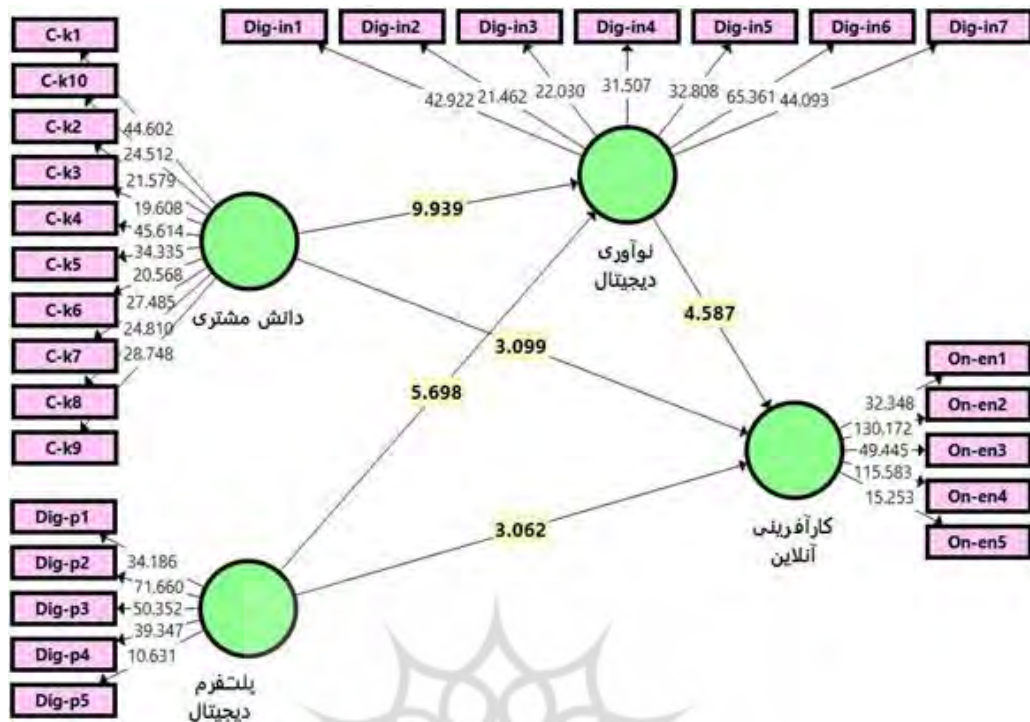 Dig-in1 Dig-in2 Dig-in3 Dig-in4 Dig-in5 Dig-in6 Dig-in7
42.922 21.462 22.030 31.507 32.808 65.361 44.093
C-k1
C-k10
C-k2
C-k3
C-k4
C-k5
C-k6
C-k7
C-k8
C-k9
44.602
24.512
21.579
19.608
45.614
34.335
20.568
27.485
24.810
28.748
دانش مشتری
نوآوری
دیجیتال
9.939
3.099
4.587
5.698
3.062
On-en1
On-en2
On-en3
On-en4
On-en5
32.348
130.172
49.445
115.583
15.253
کارآفرینی
آنلاین
Dig-p1
Dig-p2
Dig-p3
Dig-p4
Dig-p5
34.186
71.660
50.352
39.347
10.631
پلتفرم
دیجیتال